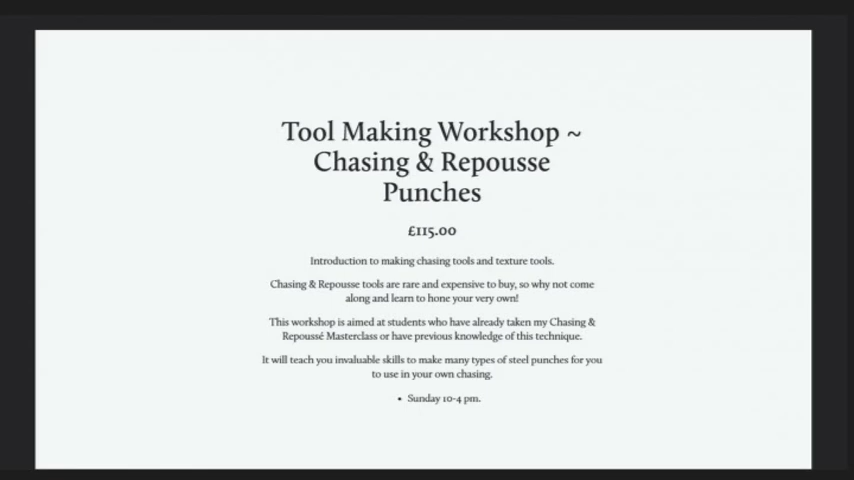 Tool Making Workshop ~
Chasing & Repousse
Punches
£115.00
Introduction to making chasing tools and texture tools.
Chasing & Repousse tools are rare and expensive to buy, so why not come
along and learn to hone your very own!
This workshop is aimed at students who have already taken my Chasing &
Repoussé Masterclass or have previous knowledge of this technique.
It will teach you invaluable skills to make many types of steel punches for you
to use in your own chasing.
• Sunday 10-4 pm.